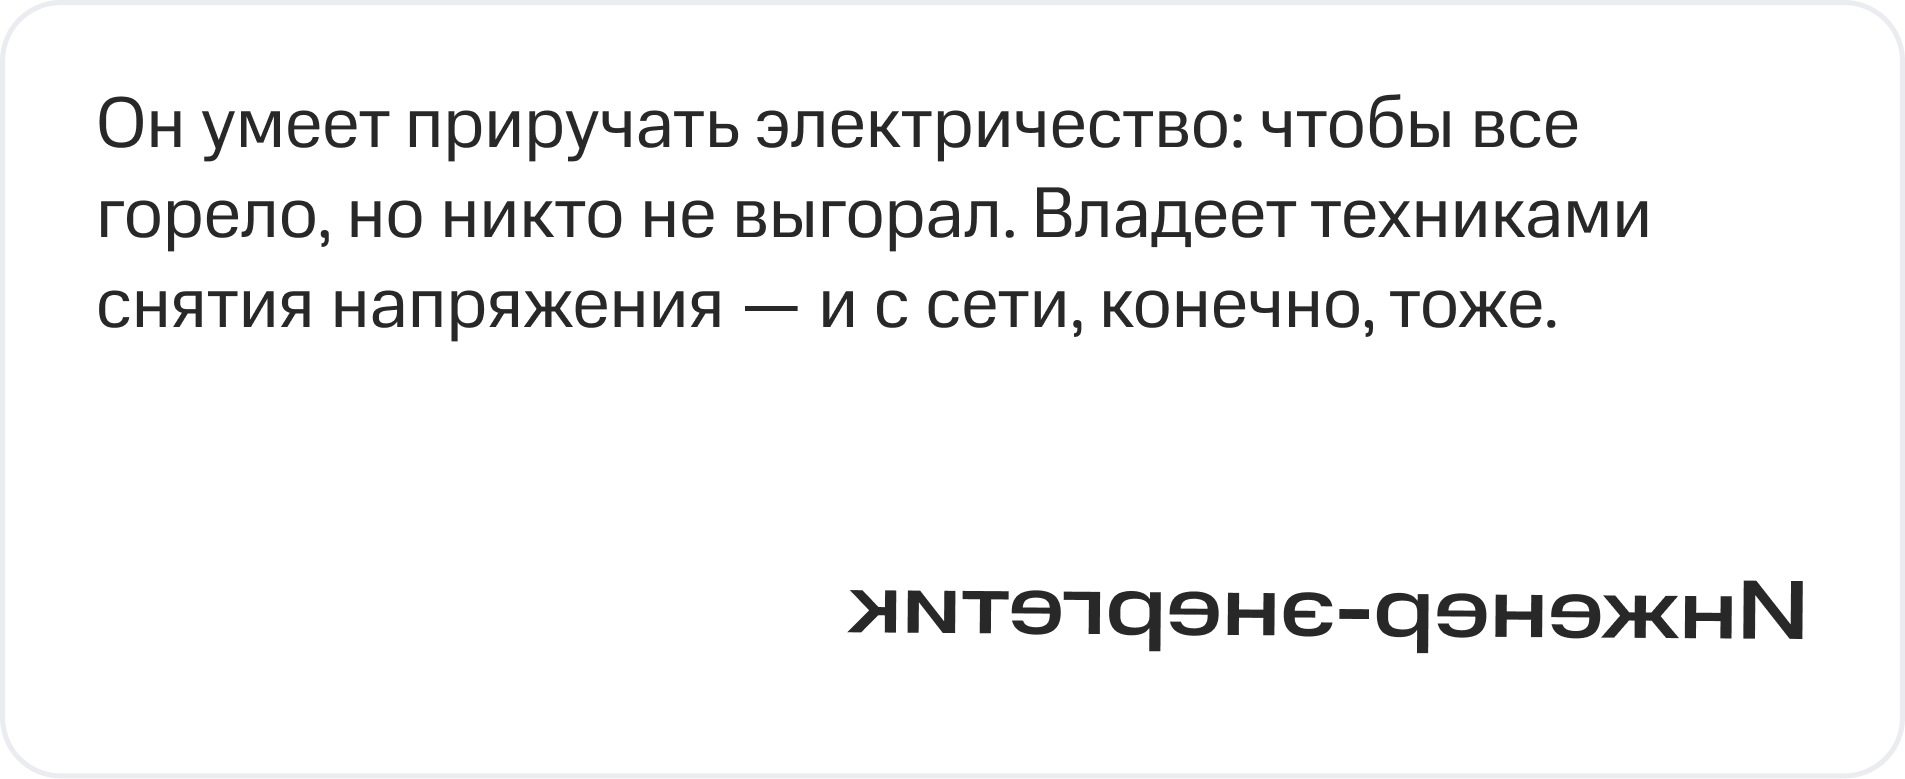 Он умеет приручать электричество: чтобы все
горело, но никто не выгорал. Владеет техниками
снятия напряжения — и с сети, конечно, тоже.
Инженер-энергетик